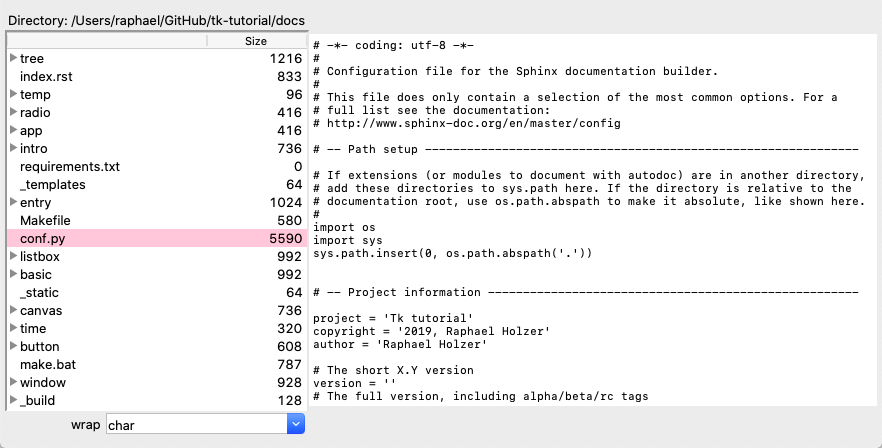 Directory: /Users/raphael/GitHub/tk-tutorial/docs
Size
tree 1216
index.rst 833
temp 96
radio 416
app 416
intro 736
requirements.txt 0
_templates 64
entry 1024
Makefile 580
conf.py 5590
listbox 992
basic 992
_static 64
canvas 736
time 320
button 608
make.bat 787
window 928
_build 128
# -*- coding: utf-8 -*-
#
# Configuration file for the Sphinx documentation builder.
#
# This file does only contain a selection of the most common options. For a
# full list see the documentation:
# http://www.sphinx-doc.org/en/master/config
# -- Path setup --------------------------------------------------------------
# If extensions (or modules to document with autodoc) are in another directory,
# add these directories to sys.path here. If the directory is relative to the
# documentation root, use os.path.abspath to make it absolute, like shown here.
#
import os
import sys
sys.path.insert(0, os.path.abspath('.'))
# -- Project information -----------------------------------------------------
project = 'Tk tutorial'
copyright = '2019, Raphael Holzer'
author = 'Raphael Holzer'
# The short X.Y version
version = ''
# The full version, including alpha/beta/rc tags
wrap char